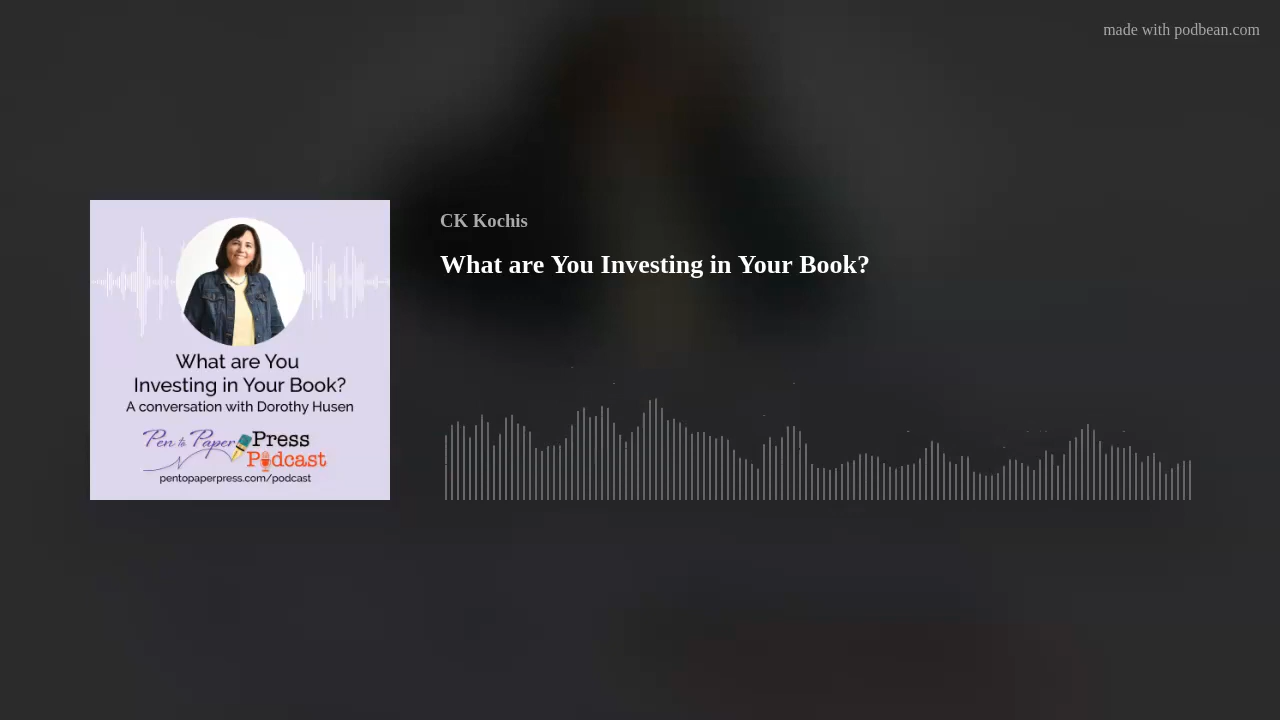 made with podbean.com
CK Kochis
What are You Investing in Your Book?
What are You
Investing in Your Book?
A conversation with Dorothy Husen
Pen to Paper Press
Podcast
pentopaperpress.com/podcast